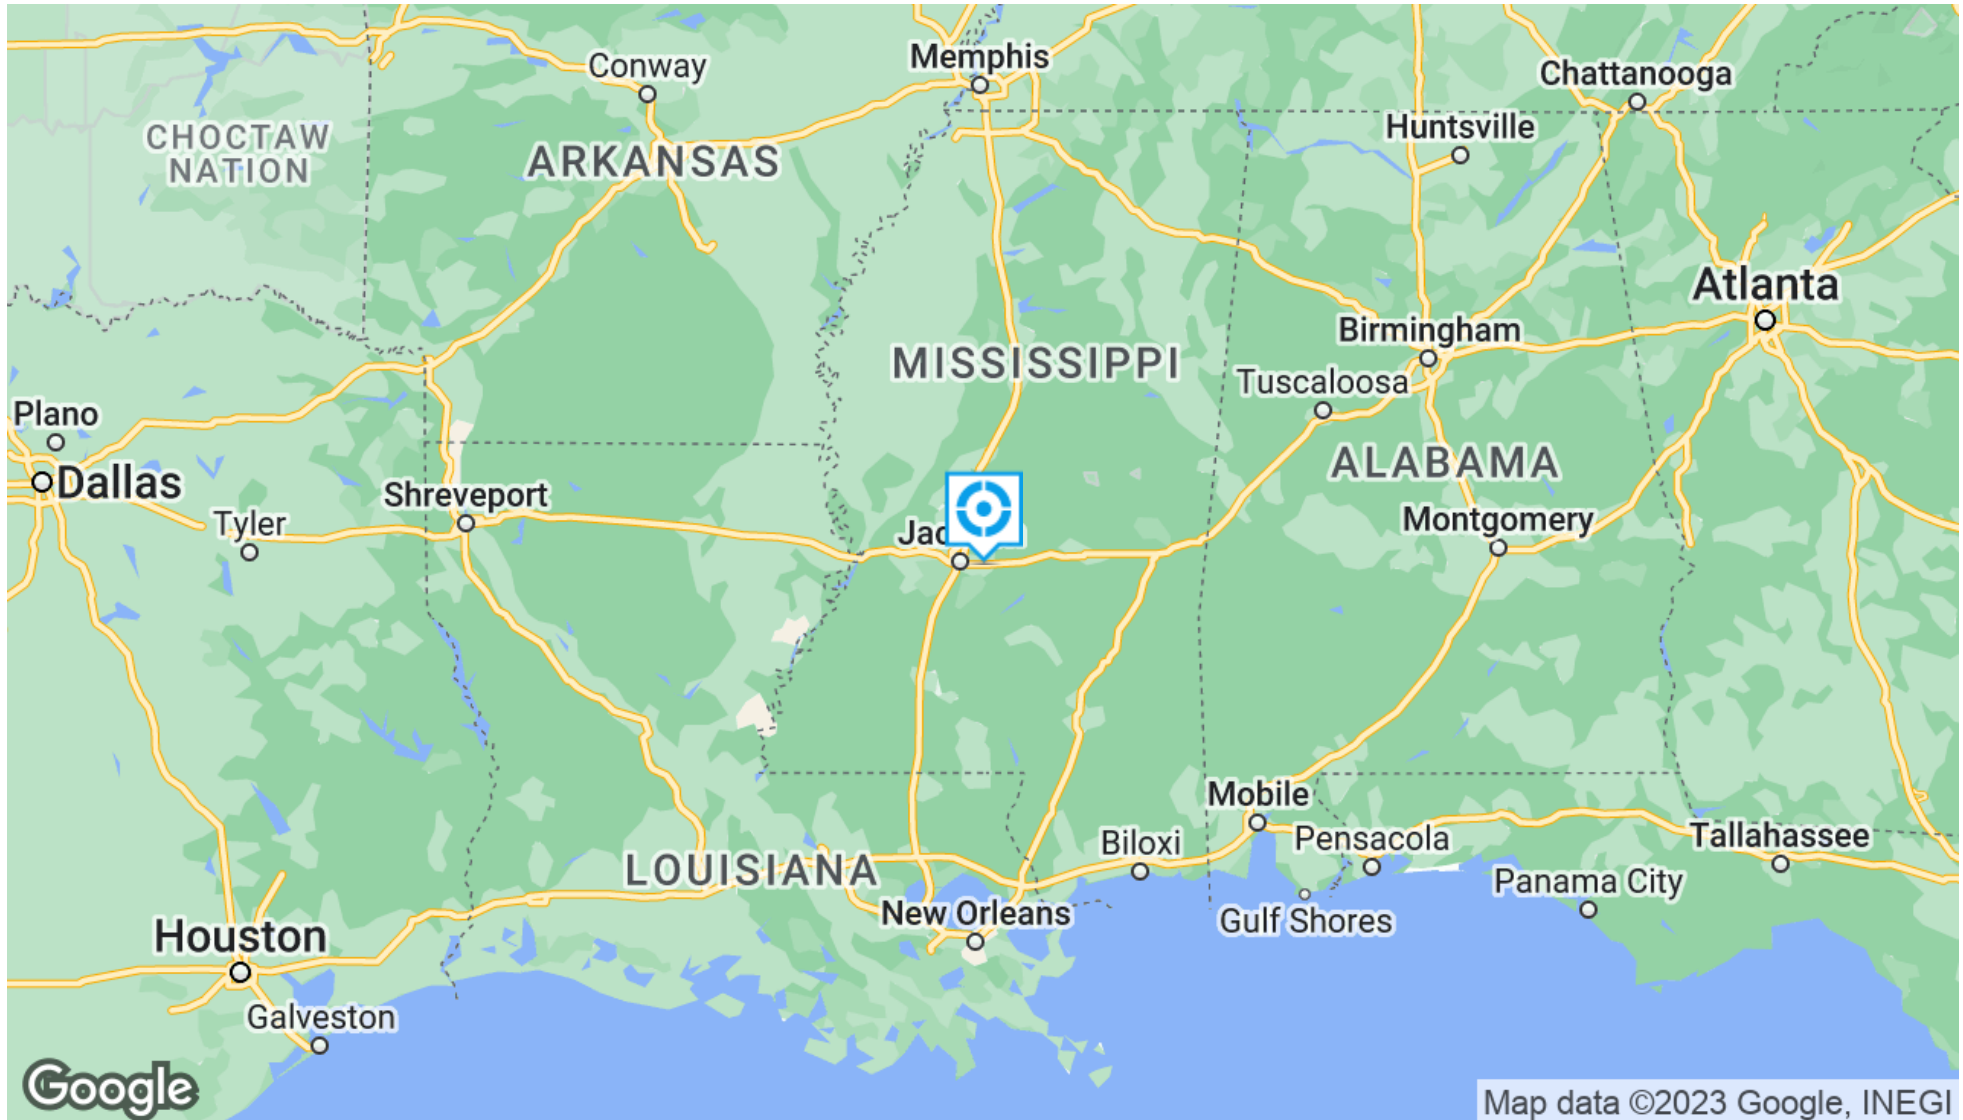 Conway
Memphis
Chattanooga
Huntsville
CHOCTAW
NATION
ARKANSAS
Atlanta
Birmingham
MISSISSIPPI
Tuscaloosa
Plano
Dallas
ALABAMA
Shreveport
Tyler
Montgomery
Jac
Mobile
Biloxi
Pensacola
Tallahassee
LOUISIANA
Panama City
New Orleans
Gulf Shores
Houston
Galveston
Google
Map data ©2023 Google, INEGI